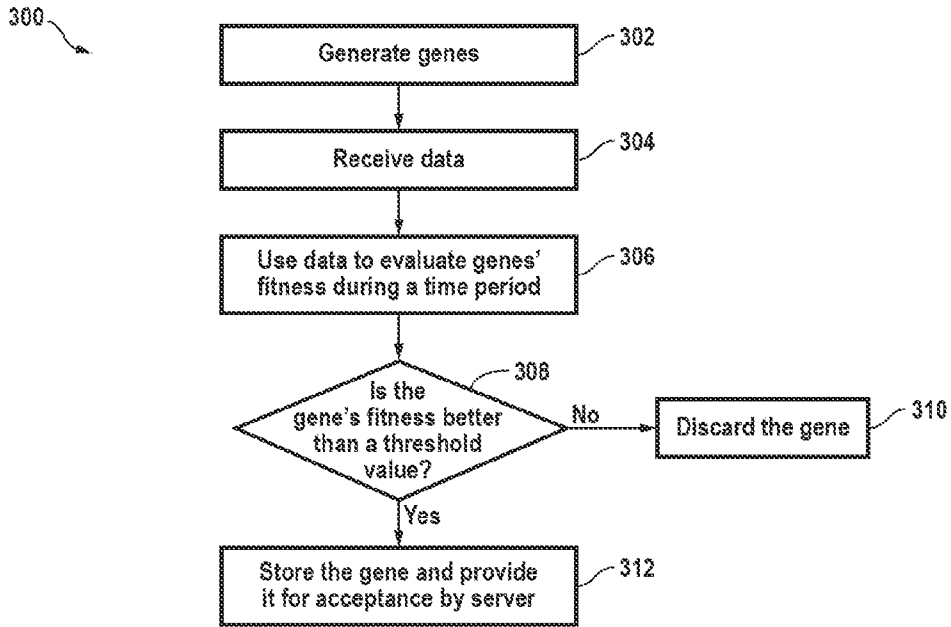 300
Generate genes
302
Receive data
304
Use data to evaluate genes'
fitness during a time period
306
308
Is the
gene's fitness better
than a threshold
value?
No
Discard the gene
310
Yes
Store the gene and provide
it for acceptance by server
312